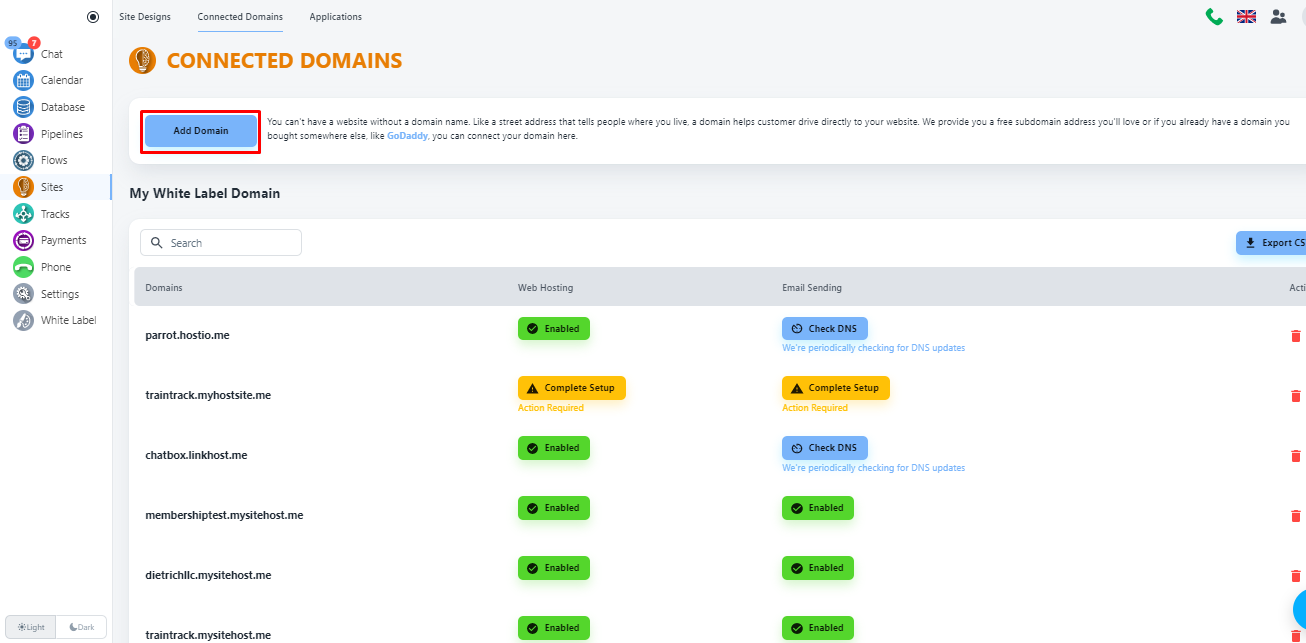 Site Designs
Connected Domains
Applications
95
7
Chat
Calendar
Database
Pipelines
Flows
Sites
Tracks
Payments
Phone
Settings
White Label
Light
Dark
CONNECTED DOMAINS
Add Domain
You can't have a website without a domain name. Like a street address that tells people where you live, a domain helps customer drive directly to your website. We provide you a free subdomain address you'll love or if you already have a domain you
bought somewhere else, like GoDaddy, you can connect your domain here.
My White Label Domain
Search
Export CS
Domains
Web Hosting
Email Sending
Acti
parrot.hostio.me
Enabled
Check DNS
We're periodically checking for DNS updates
traintrack.myhostsite.me
Complete Setup
Action Required
Complete Setup
Action Required
chatbox.linkhost.me
Enabled
Check DNS
We're periodically checking for DNS updates
membershiptest.mysitehost.me
Enabled
Enabled
dietrichllc.mysitehost.me
Enabled
Enabled
traintrack.mysitehost.me
Enabled
Enabled